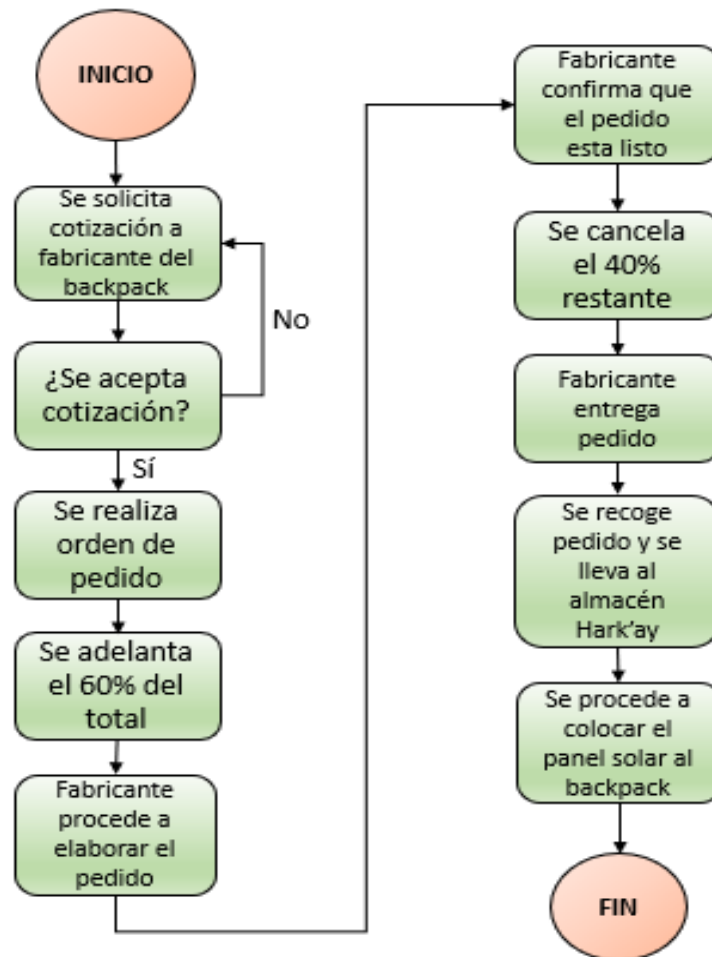 INICIO
Se solicita
cotización a
fabricante del
backpack
No
¿Se acepta
cotización?
Sí
Se realiza
orden de
pedido
Se adelanta
el 60% del
total
Fabricante
procede a
elaborar el
pedido
Fabricante
confirma que
el pedido
esta listo
Se cancela
el 40%
restante
Fabricante
entrega
pedido
Se recoge
pedido y se
lleva al
almacén
Hark’ay
Se procede a
colocar el
panel solar al
backpack
FIN